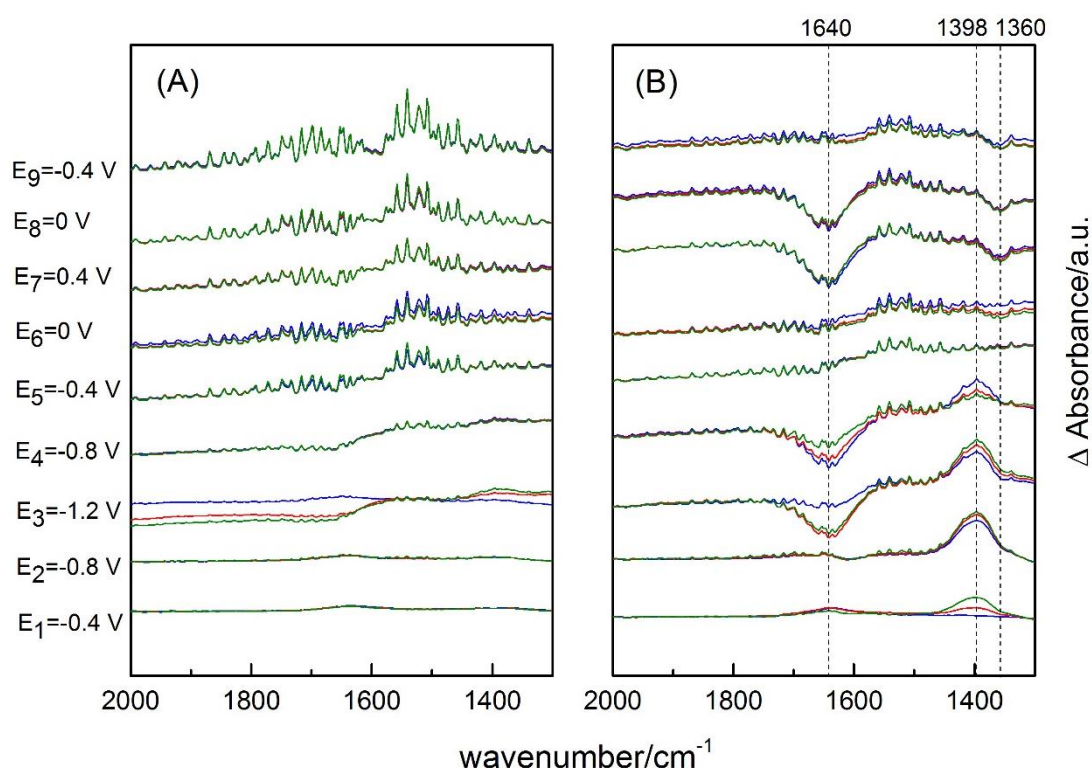 1640 1398 1360
(A) (B)
E9=-0.4 V
E8=0 V
E7=0.4 V
E6=0 V
E5=-0.4 V
E4=-0.8 V
E3=-1.2 V
E2=-0.8 V
E1=-0.4 V
Δ Absorbance/a.u.
2000 1800 1600 1400 2000 1800 1600 1400
wavenumber/cm-1